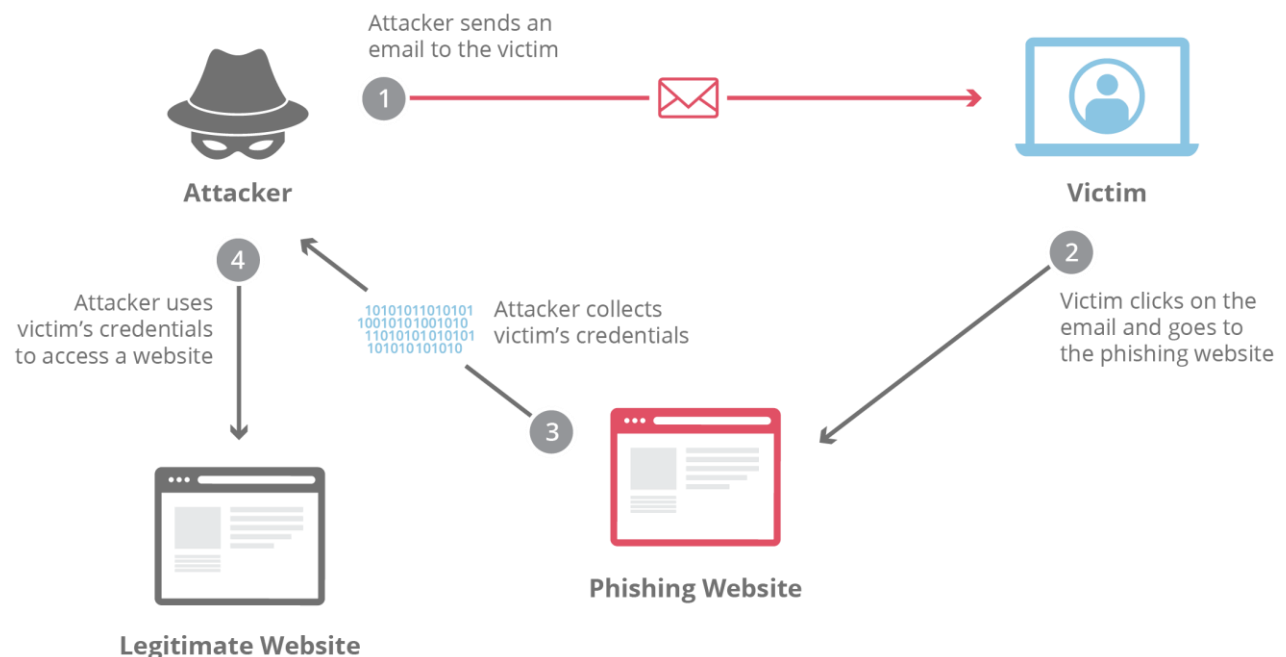 Attacker sends an
email to the victim
1
Attacker
Victim
4
2
Attacker uses
victim’s credentials
to access a website
10101011010101
10010101001010
11010101010101
101010101010
Attacker collects
victim’s credentials
Victim clicks on the
email and goes to
the phishing website
3
Phishing Website
Legitimate Website